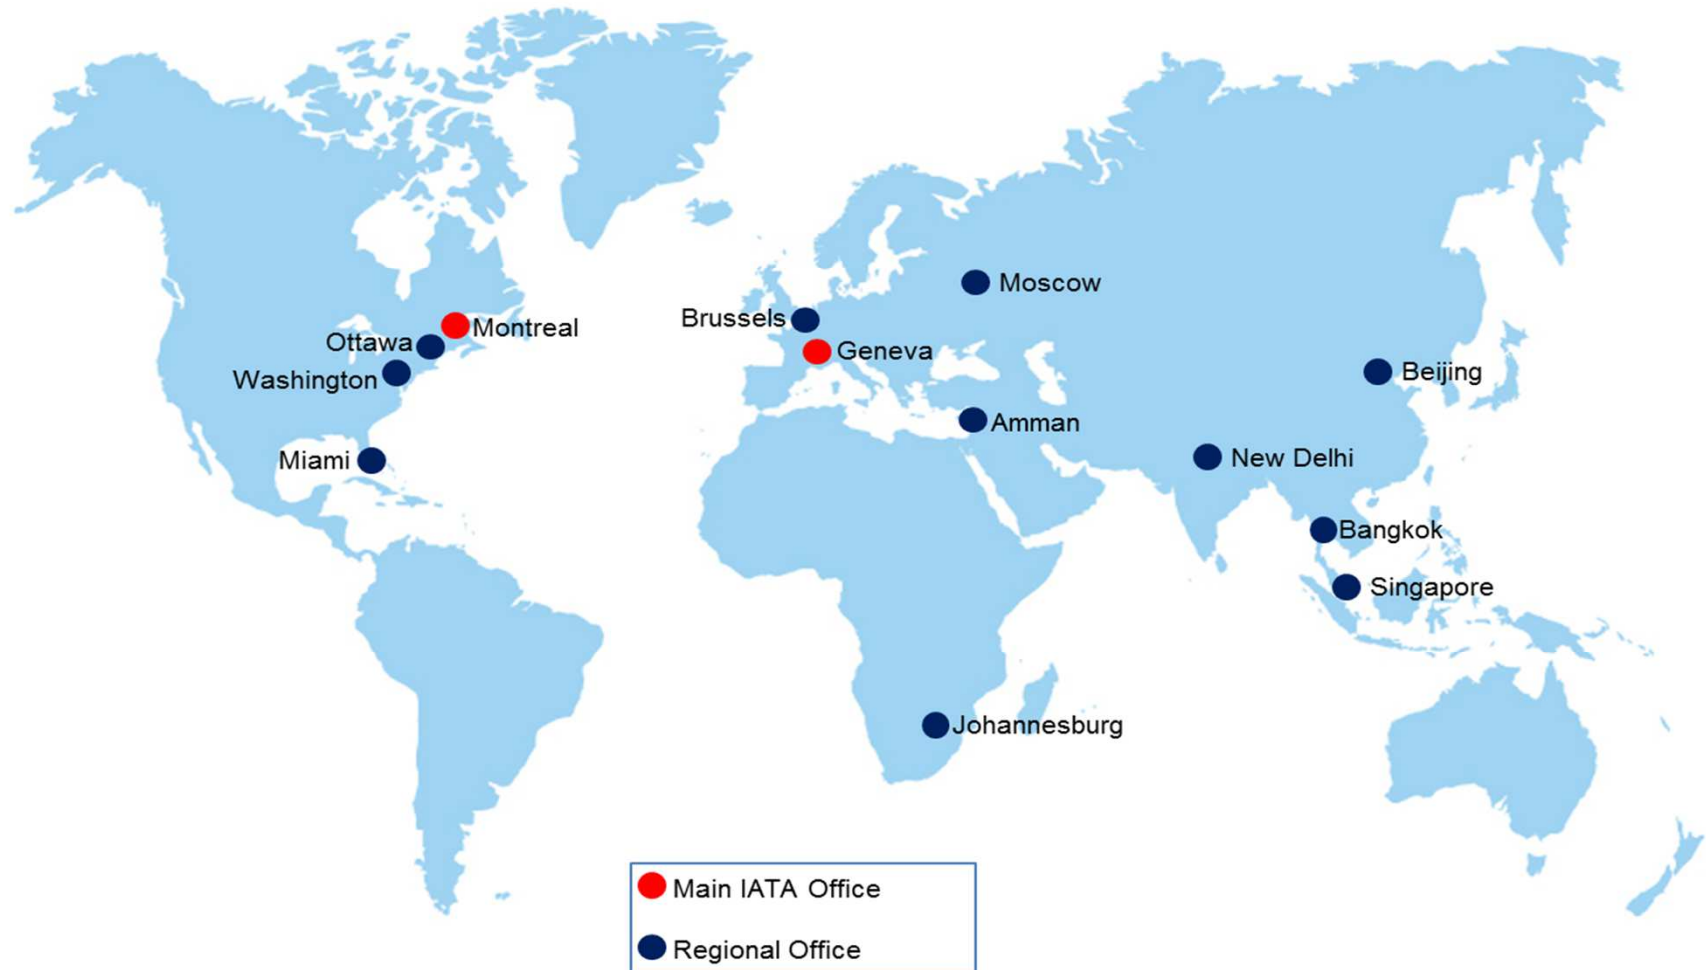 Moscow
Brussels
Montreal
Ottawa
Geneva
Washington
Beijing
Amman
Miami
New Delhi
Bangkok
Singapore
Johannesburg
Main IATA Office
Regional Office